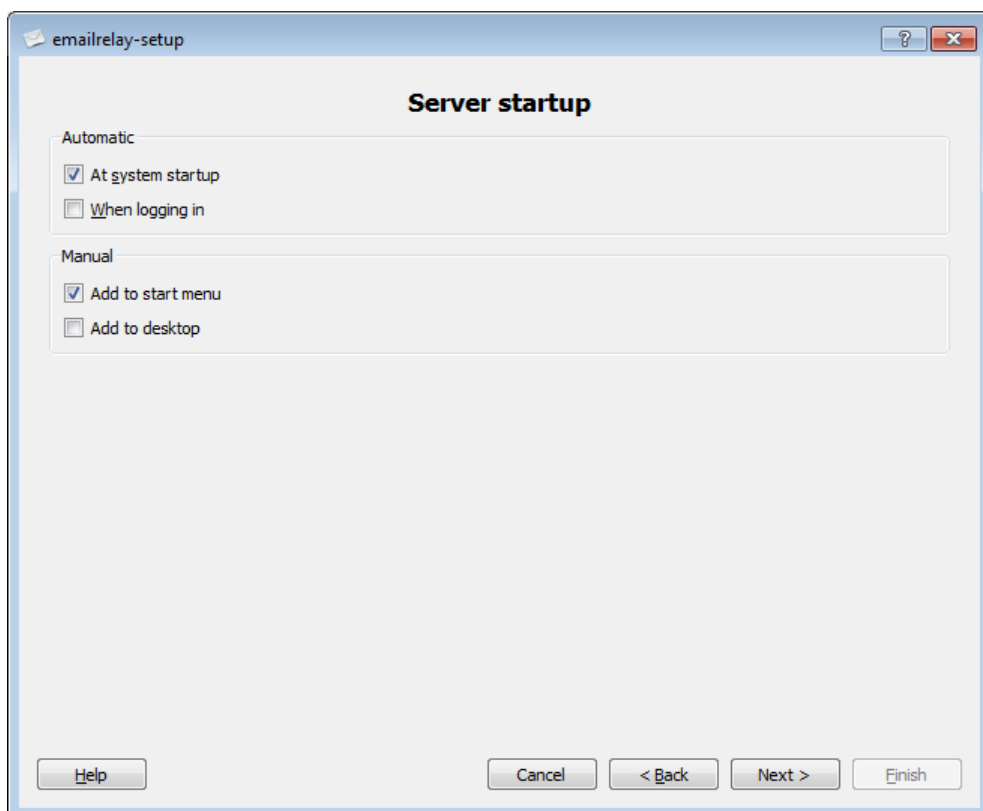 emailrelay-setup
?
Server startup
Automatic
At system startup
When logging in
Manual
Add to start menu
Add to desktop
Help Cancel < Back Next > Finish